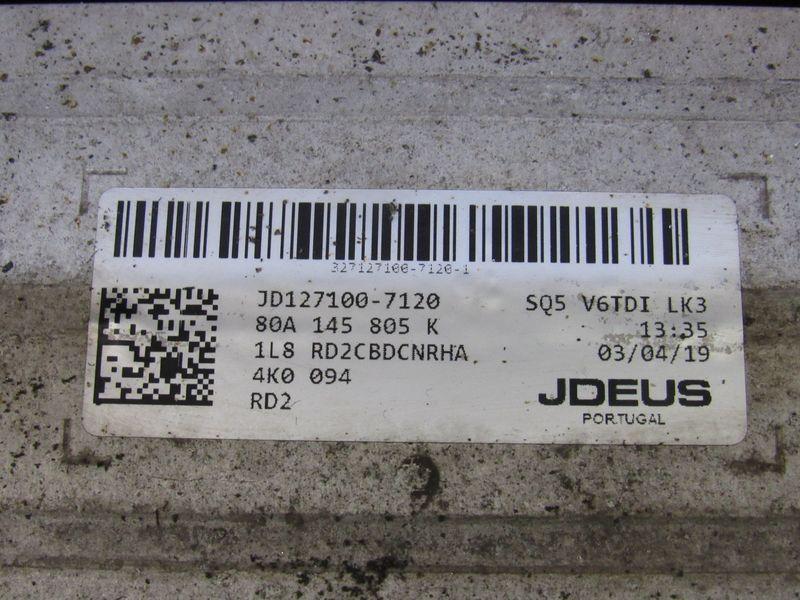 327127100-7120-1
JD127100-7120
80A 145 805 K
1L8 RD2CBDCNRHA
4K0 094
RD2
SQ5 V6TDI LK3
13:35
03/04/19
JDEUS
PORTUGAL